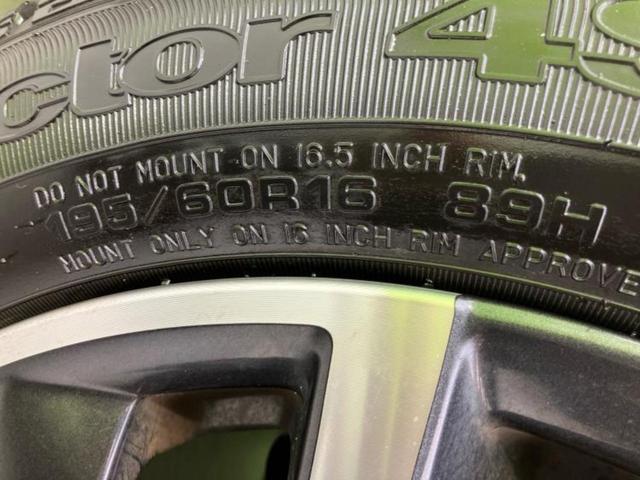 ctor 4S
DO NOT MOUNT ON 16.5 INCH RIM.
195/60R16 89H
MOUNT ONLY ON 16 INCH RIM APPROVE